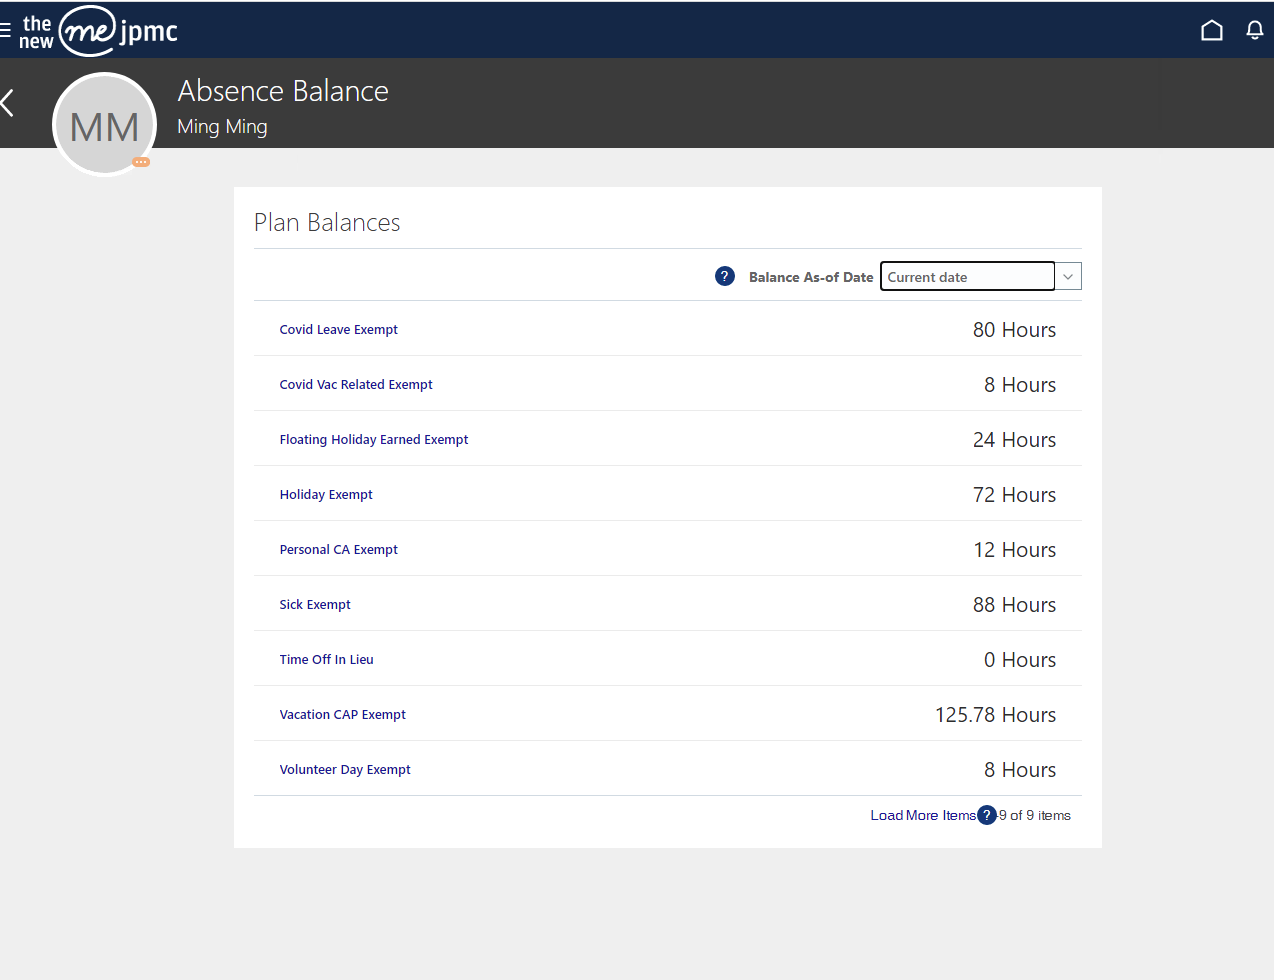 the new me jpmc
Absence Balance
Ming Ming
MM
Plan Balances
? Balance As-of Date Current date
Covid Leave Exempt 80 Hours
Covid Vac Related Exempt 8 Hours
Floating Holiday Earned Exempt 24 Hours
Holiday Exempt 72 Hours
Personal CA Exempt 12 Hours
Sick Exempt 88 Hours
Time Off In Lieu 0 Hours
Vacation CAP Exempt 125.78 Hours
Volunteer Day Exempt 8 Hours
Load More Items ? -9 of 9 items